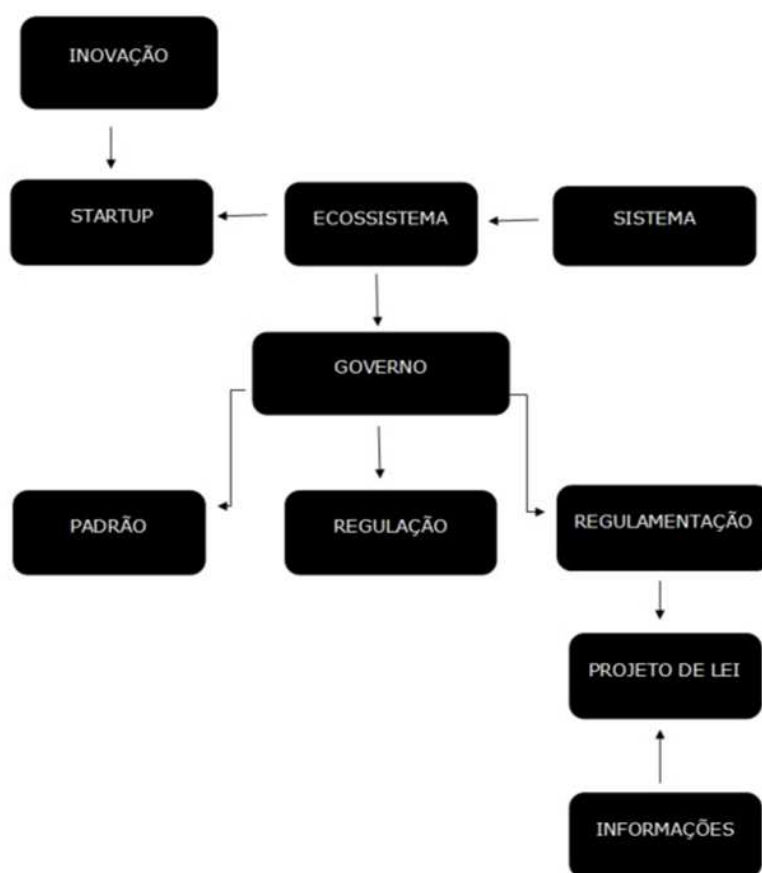 INOVAÇÃO
STARTUP
ECOSSISTEMA
SISTEMA
GOVERNO
PADRÃO
REGULAÇÃO
REGULAMENTAÇÃO
PROJETO DE LEI
INFORMAÇÕES